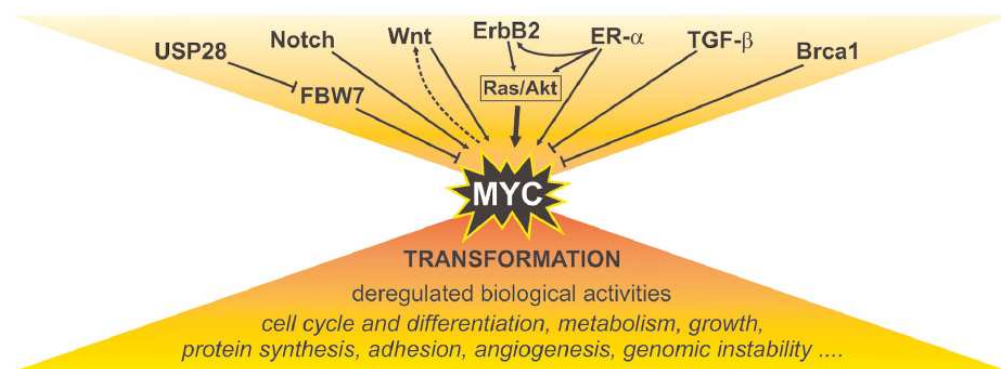 USP28 Notch Wnt ErbB2 ER-α TGF-β Brca1
FBW7 Ras/Akt
MYC
TRANSFORMATION
deregulated biological activities
cell cycle and differentiation, metabolism, growth,
protein synthesis, adhesion, angiogenesis, genomic instability ....